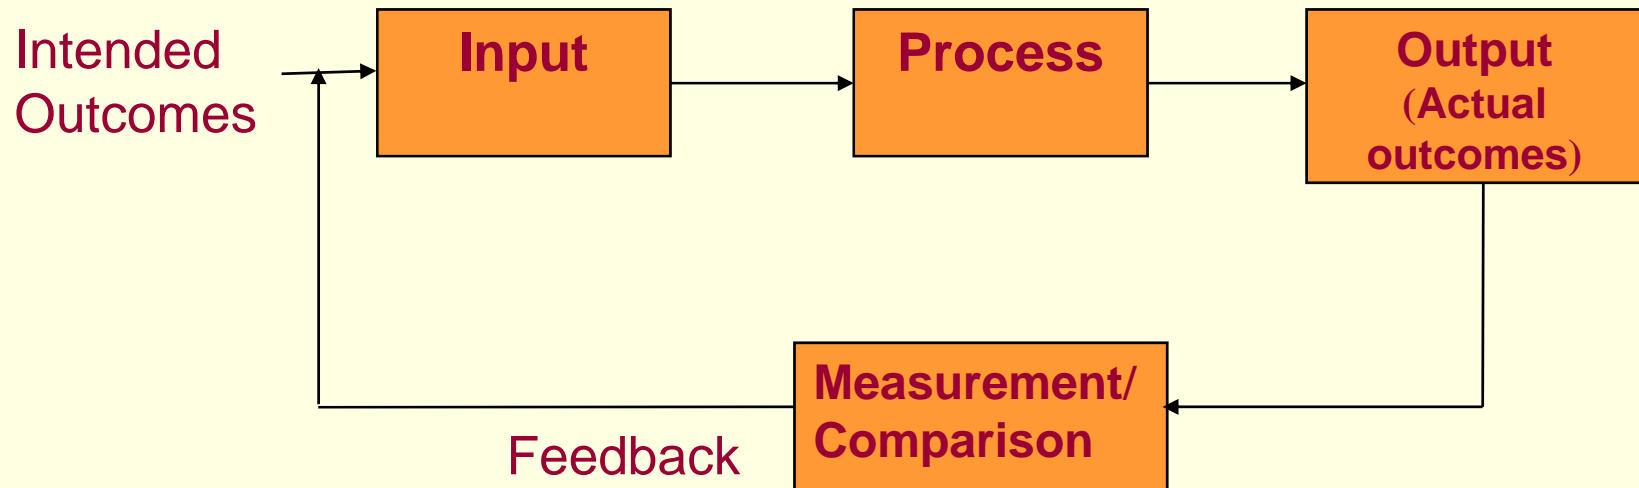 Intended
Outcomes
Input
Process
Output
(Actual
outcomes)
Measurement/
Comparison
Feedback